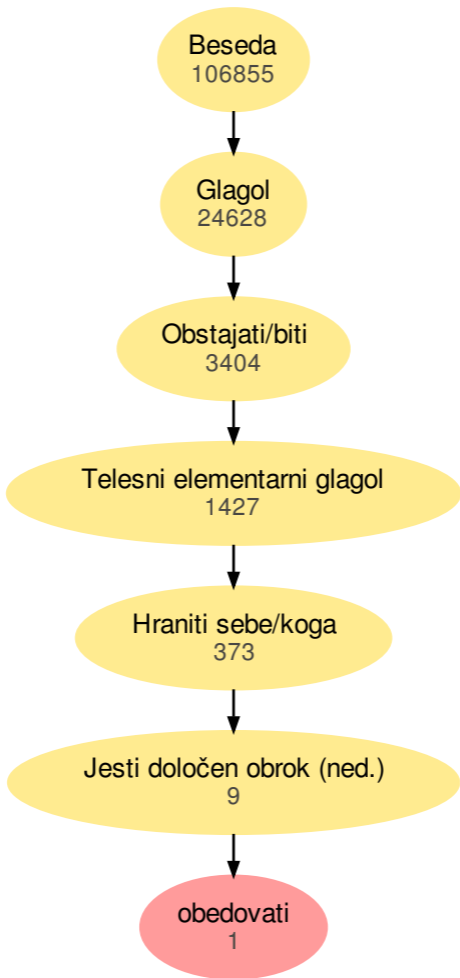 Beseda
106855
Glagol
24628
Obstajati/biti
3404
Telesni elementarni glagol
1427
Hraniti sebe/koga
373
Jesti določen obrok (ned.)
9
obedovati
1